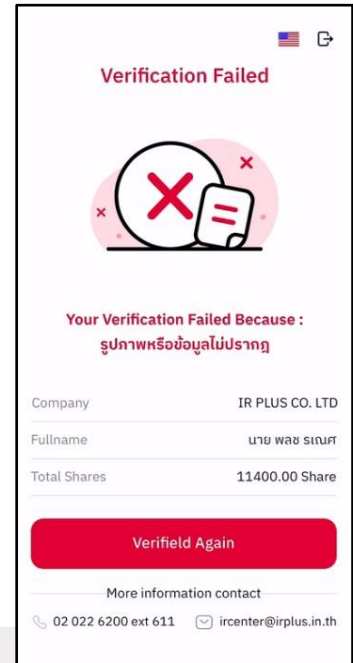 Verification Failed
Your Verification Failed Because :
รูปภาพหรือข้อมูลไม่ปรากฏ
Company IR PLUS CO. LTD
Fullname นาย พลช รเณศ
Total Shares 11400.00 Share
Verifield Again
More information contact
02 022 6200 ext 611 ircenter@irplus.in.th